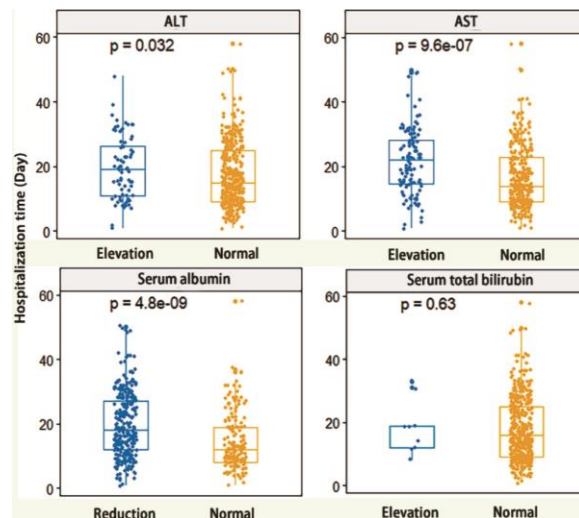 ALT
AST
60
p = 0.032
60
p = 9.6e-07
40
40
20
20
0
0
Elevation
Normal
Elevation
Normal
Hospitalization time (Day)
Serum albumin
Serum total bilirubin
60
p = 4.8e-09
60
p = 0.63
40
40
20
20
0
0
Reduction
Normal
Elevation
Normal